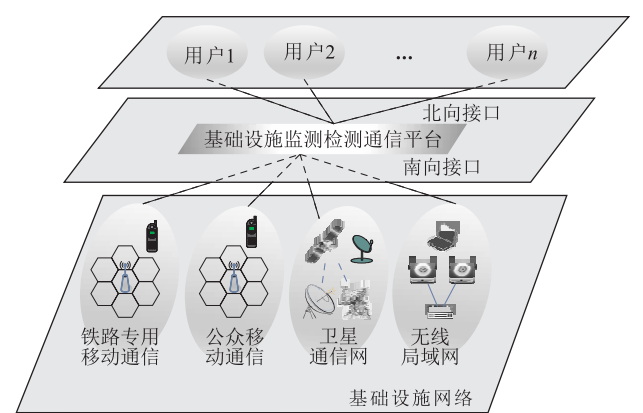 用户1 用户2 ... 用户n
北向接口
基础设施监测检测通信平台
南向接口
铁路专用
移动通信
公众移
动通信
卫星
通信网
无线
局域网
基础设施网络